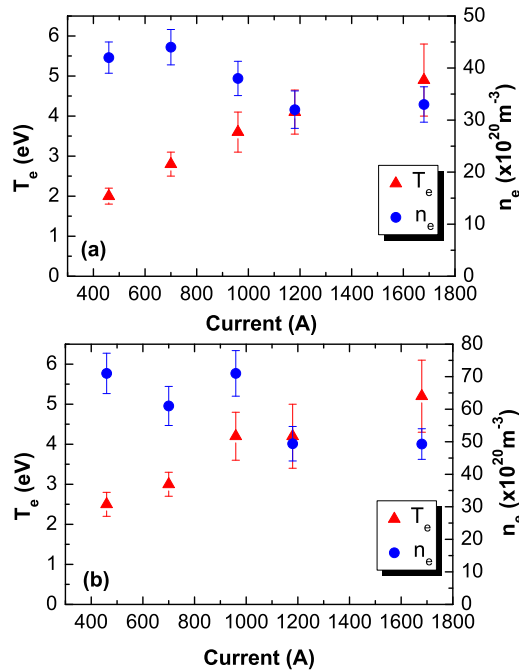 6 50
5 40
4 30
3
2 20
1 10
0 0
T_e (eV)
n_e (x10^20 m^-3)
T_e
n_e
(a)
400 600 800 1000 1200 1400 1600 1800
Current (A)
6 80
5 70
60
4 50
3 40
2 30
20
1 10
0 0
T_e (eV)
n_e (x10^20 m^-3)
T_e
n_e
(b)
400 600 800 1000 1200 1400 1600 1800
Current (A)